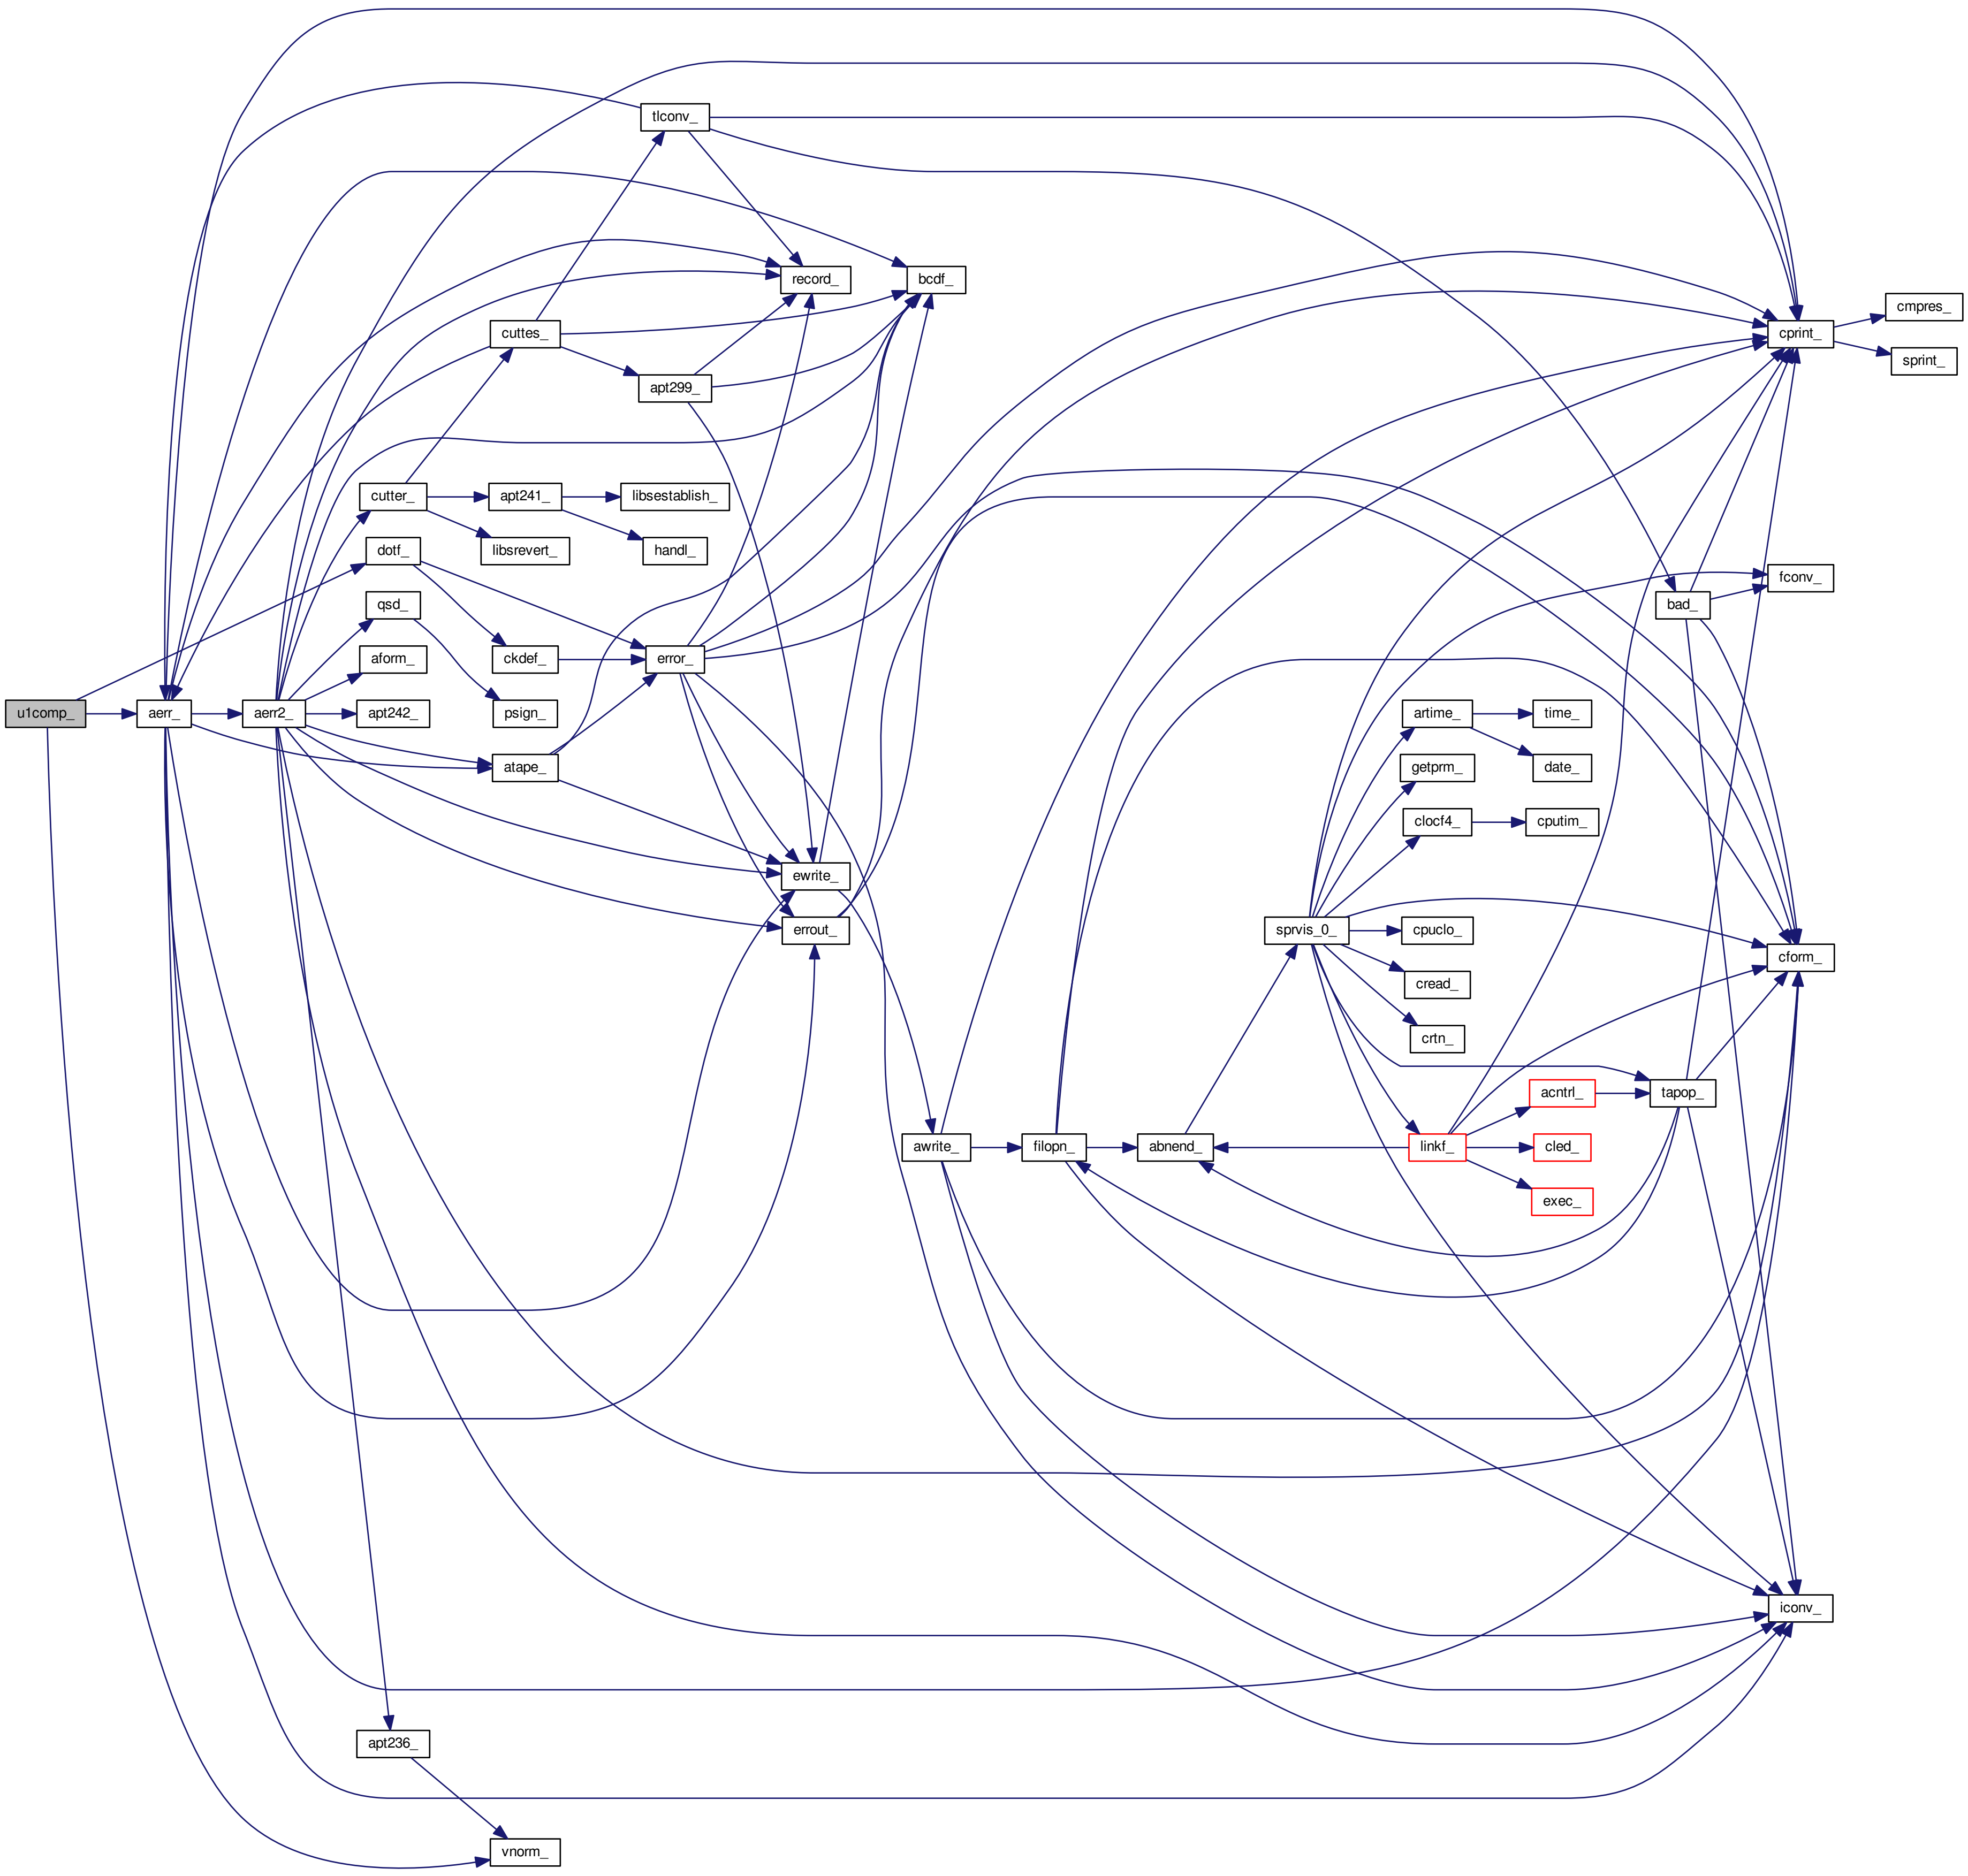 tlconv_
record_
bcdf_
cmpres_
cuttes_
cprint_
sprint_
apt299_
cutter_
apt241_
libsestablish_
dotf_
libsrevert_
handl_
fconv_
qsd_
bad_
aform_
ckdef_
error_
u1comp_
aerr_
aerr2_
apt242_
psign_
artime_
time_
atape_
getprm_
date_
clocf4_
cputim_
ewrite_
errout_
sprvis_0_
cpuclo_
cform_
cread_
crtn_
acntrl_
tapop_
awrite_
filopn_
abnend_
linkf_
cled_
exec_
iconv_
apt236_
vnorm_